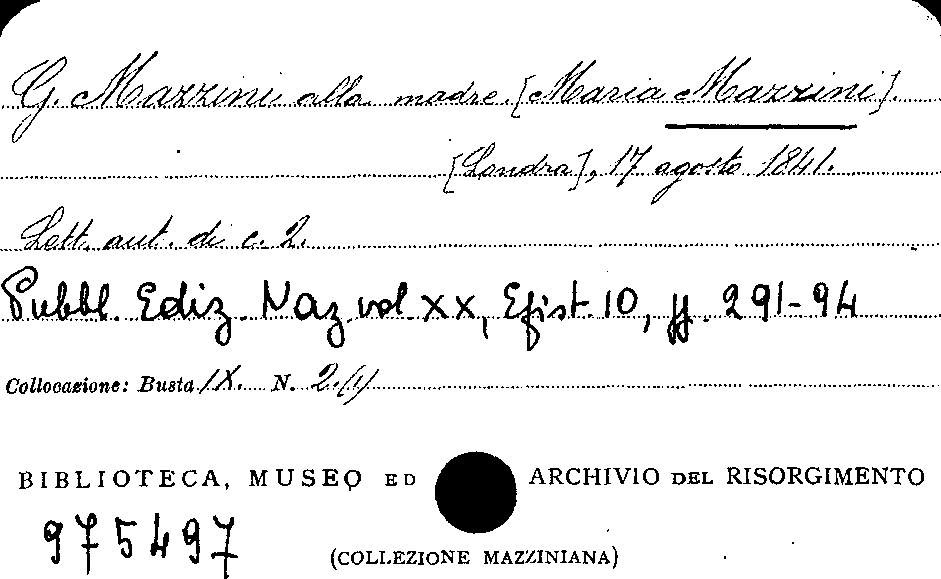 G. Mazzini alla madre [Maria Mazzini].
[Londra], 17 agosto 1841.
Lett. aut. di c. 2.
Pubbl. Ediz. Naz. vol. XX, Epist. 10, pp. 291-94
Collocazione: Busta IX. N. 2.(1)
BIBLIOTECA, MUSEO ED ARCHIVIO DEL RISORGIMENTO
975497
(COLLEZIONE MAZZINIANA)